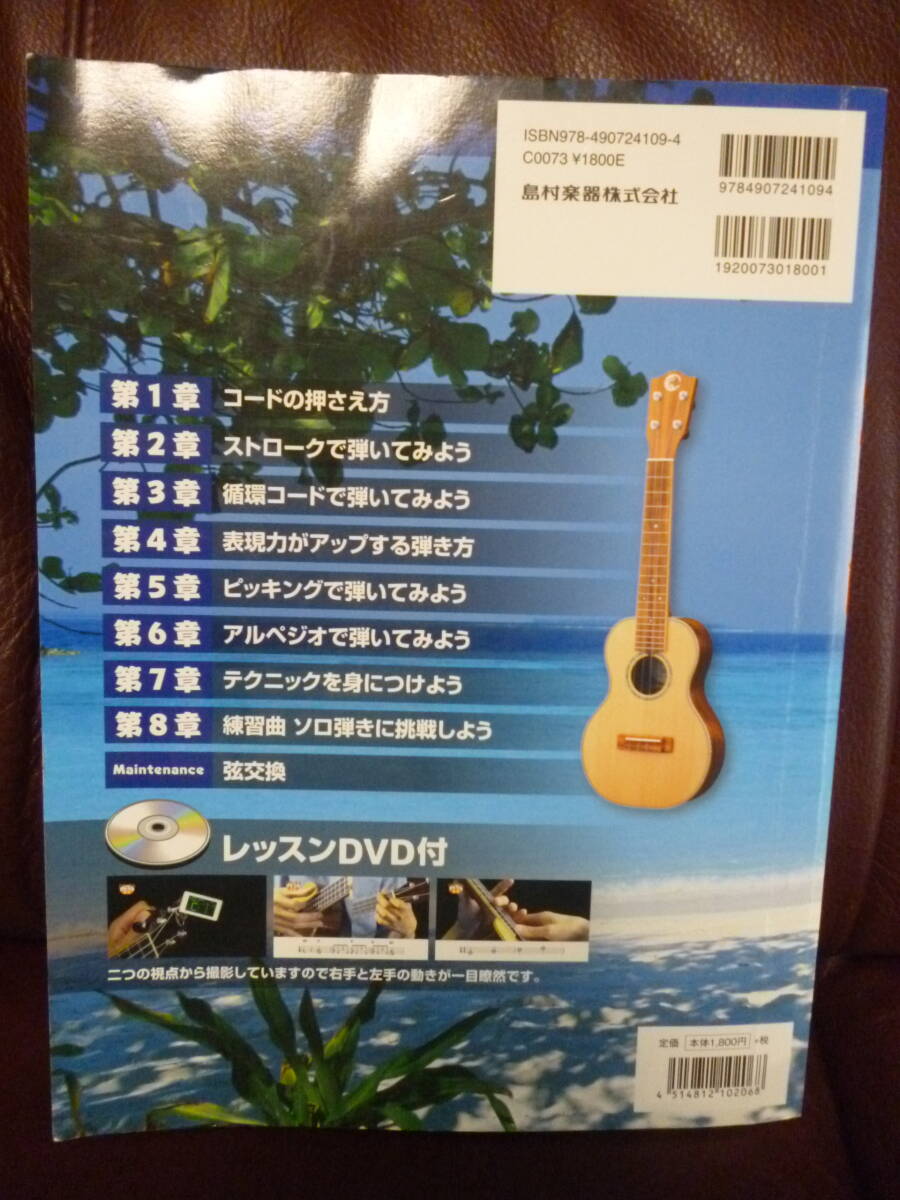 ISBN978-490724109-4
C0073 ¥1800E
島村楽器株式会社
9784907241094
1920073018001
第1章 コードの押さえ方
第2章 ストロークで弾いてみよう
第3章 循環コードで弾いてみよう
第4章 表現力がアップする弾き方
第5章 ピッキングで弾いてみよう
第6章 アルペジオで弾いてみよう
第7章 テクニックを身につけよう
第8章 練習曲 ソロ弾きに挑戦しよう
Maintenance 弦交換
レッスンDVD付
二つの視点から撮影していますので右手と左手の動きが一目瞭然です。
定価 本体1,800円 +税
4 514812 102068